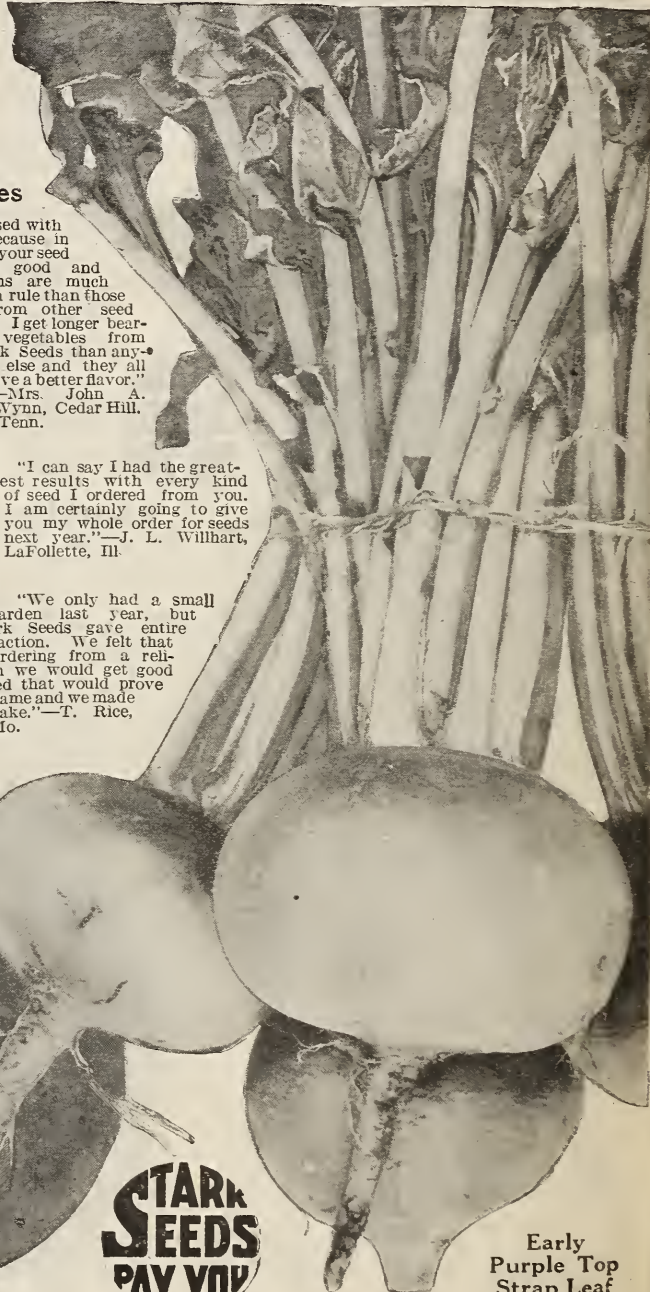 es
sed with
ecause in
your seed
good and
ns are much
rule than those
rom other seed
I get longer bear-
vegetables from
k Seeds than any-
else and they all
ve a better flavor."
—Mrs. John A.
Wynn, Cedar Hill.
Tenn.
"I can say I had the great-
est results with every kind
of seed I ordered from you.
I am certainly going to give
you my whole order for seeds
next year."—J. L. Willhart,
LaFollette, Ill.
"We only had a small
arden last year, but
rk Seeds gave entire
action. We felt that
rdering from a reli-
we would get good
ed that would prove
ame and we made
ake."—T. Rice,
Mo.
STARK
SEEDS
PAY YOU
Early
Purple Top
Strap Leaf